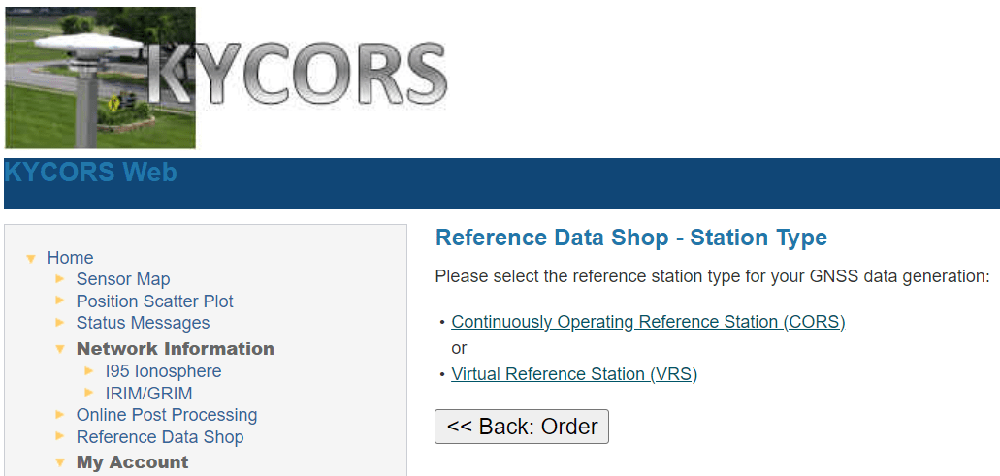 KYCORS
KYCORS Web
Home
Sensor Map
Position Scatter Plot
Status Messages
Network Information
I95 Ionosphere
IRIM/GRIM
Online Post Processing
Reference Data Shop
My Account
Reference Data Shop - Station Type
Please select the reference station type for your GNSS data generation:
• Continuously Operating Reference Station (CORS)
or
• Virtual Reference Station (VRS)
<< Back: Order